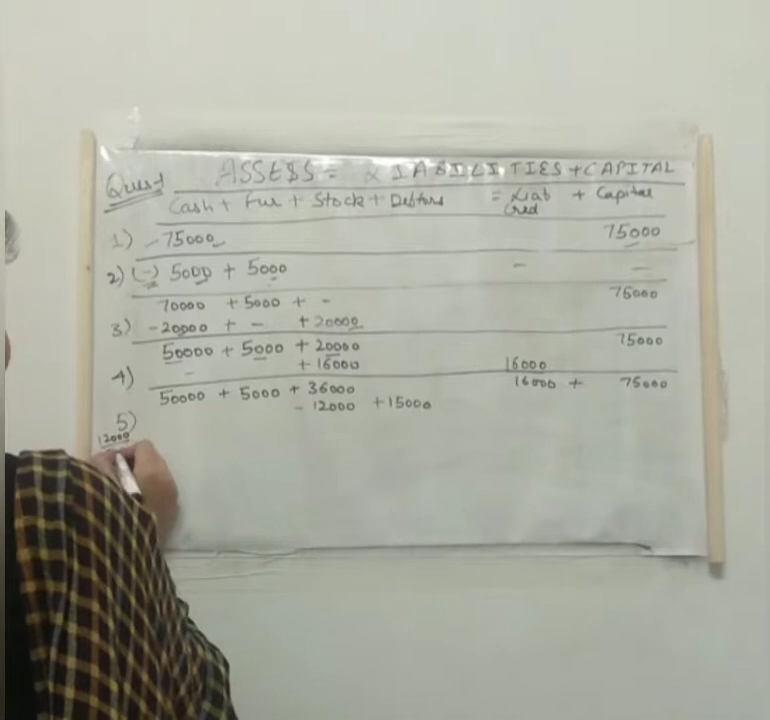 Ques-1 ASSETS = LIABILITIES + CAPITAL
Cash + Fur + Stock + Debtors = Liab + Capital
Cred
1) 75000 75000
2) (-) 5000 + 5000 - -
70000 + 5000 + - 75000
3) - 20000 + - + 20000
50000 + 5000 + 20000 75000
4) - + 16000 16000
50000 + 5000 + 36000 16000 + 75000
5) - 12000 + 15000
12000